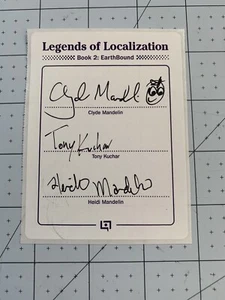 Legends of Localization
Book 2: EarthBound
Clyde Mandelin
Clyde Mandelin
Tony Kuchar
Tony Kuchar
Heidi Mandelin
Heidi Mandelin